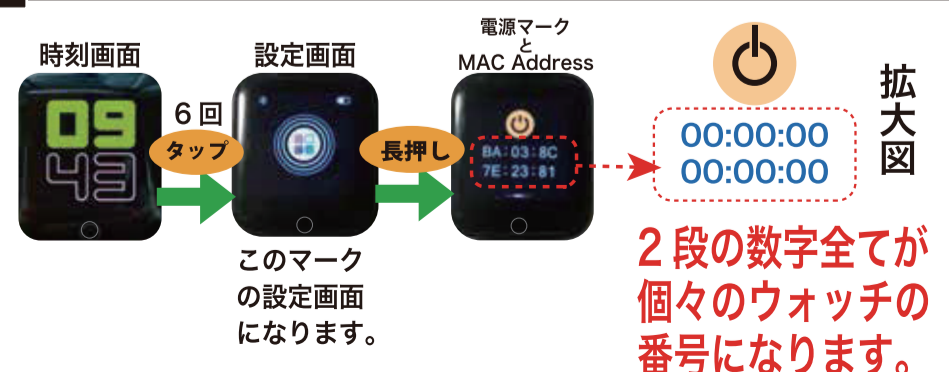 時刻画面
09
43
6回
タップ
設定画面
このマーク
の設定画面
になります。
長押し
電源マーク
と
MAC Address
BA:03:8C
7E:23:81
00:00:00
00:00:00
拡大図
2段の数字全てが
個々のウォッチの
番号になります。